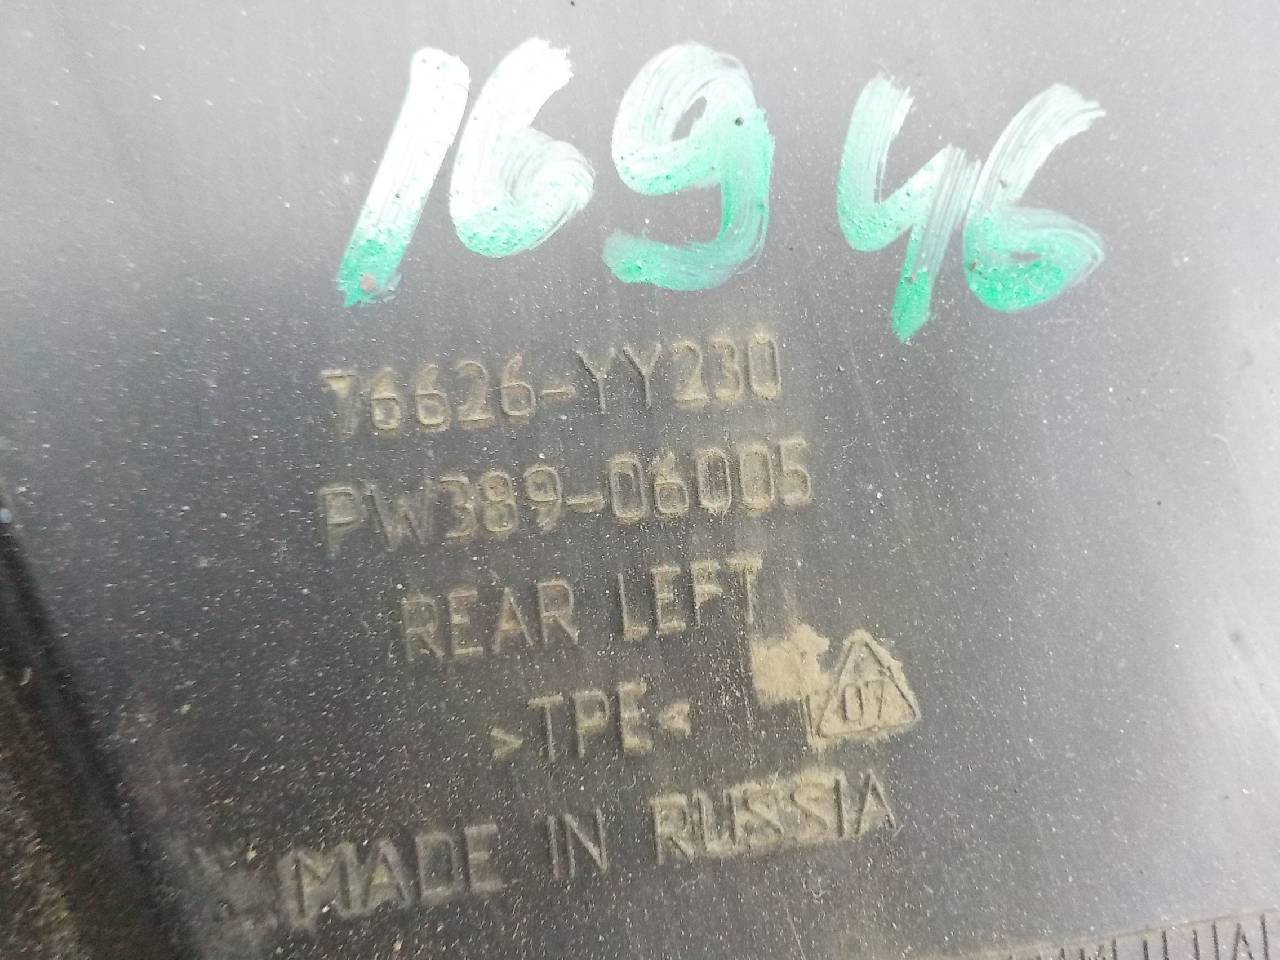 16946
76626-YY230
PW389-06005
REAR LEFT
>TPE<
07
MADE IN RUSSIA